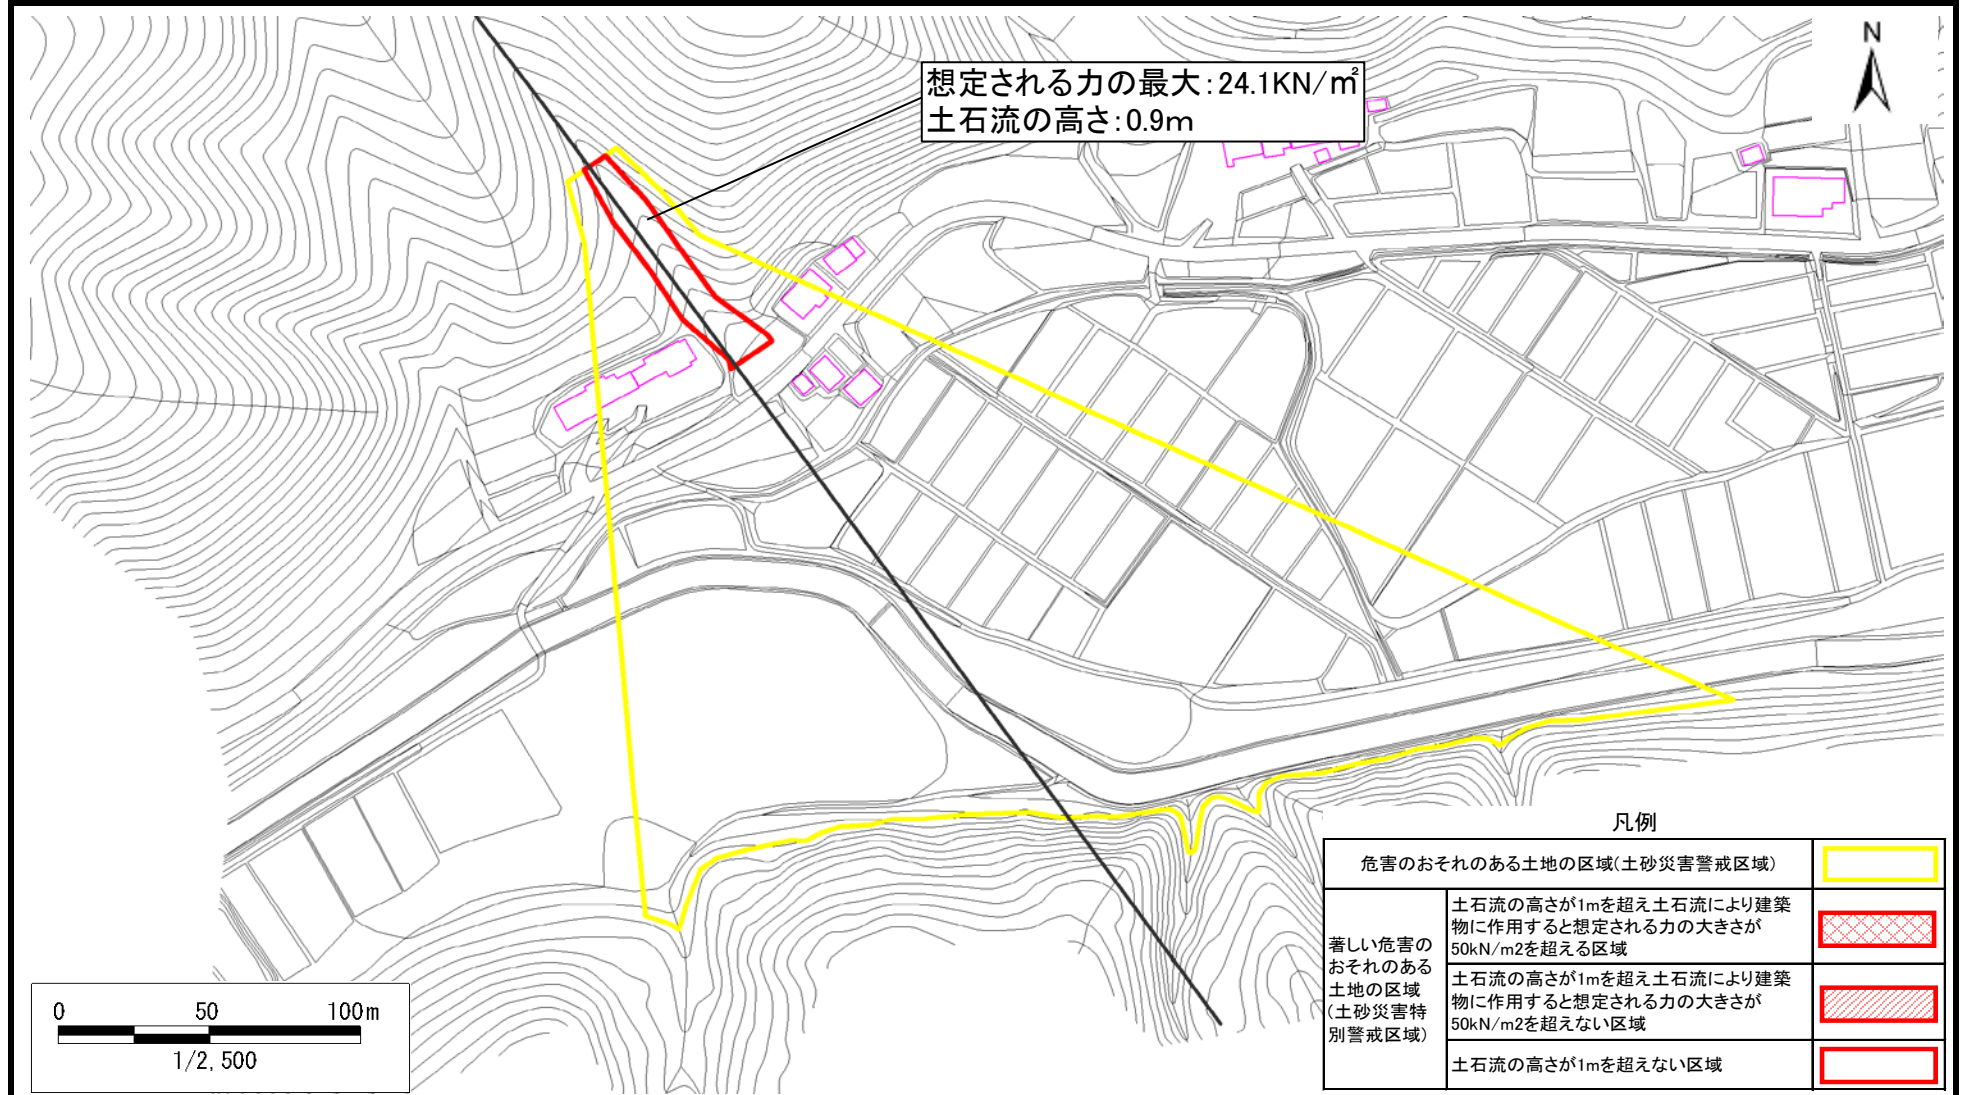 想定される力の最大:24.1KN/㎡
土石流の高さ:0.9m
N
凡例
危害のおそれのある土地の区域(土砂災害警戒区域)
著しい危害の
おそれのある
土地の区域
(土砂災害特
別警戒区域)
土石流の高さが1mを超え土石流により建築
物に作用すると想定される力の大きさが
50kN/m2を超える区域
土石流の高さが1mを超え土石流により建築
物に作用すると想定される力の大きさが
50kN/m2を超えない区域
土石流の高さが1mを超えない区域
0 50 100m
1/2,500